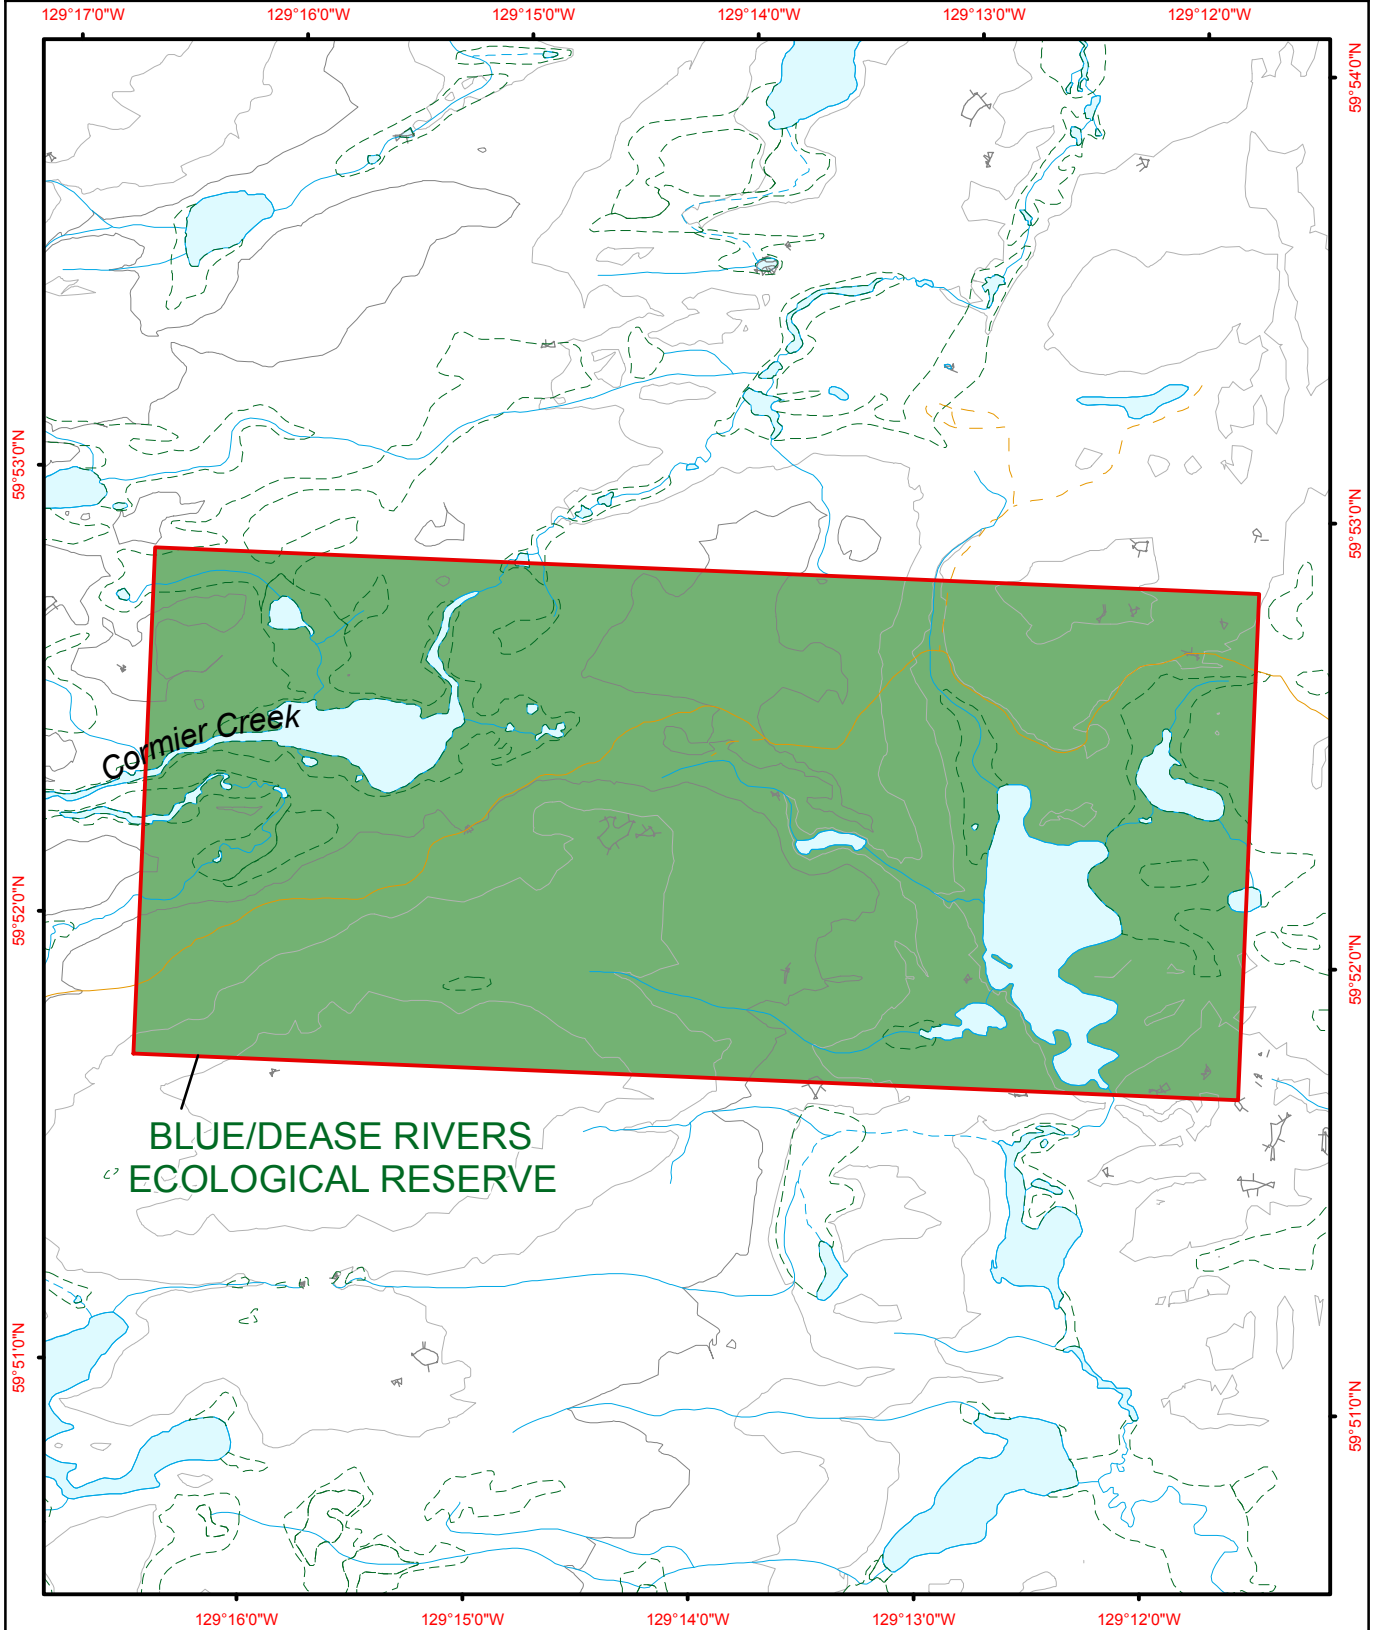 129°17'0"W 129°16'0"W 129°15'0"W 129°14'0"W 129°13'0"W 129°12'0"W
59°54'0"N
59°53'0"N
59°53'0"N
Cormier Creek
59°52'0"N
59°52'0"N
BLUE/DEASE RIVERS
ECOLOGICAL RESERVE
59°51'0"N
59°51'0"N
129°16'0"W 129°15'0"W 129°14'0"W 129°13'0"W 129°12'0"W